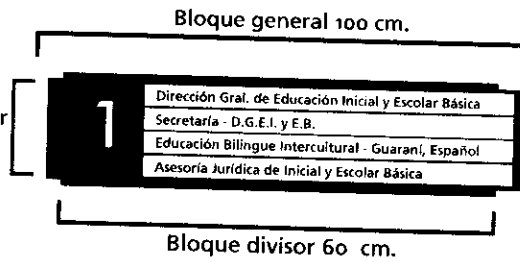 Bloque general 100 cm.
r
1
Dirección Gral. de Educación Inicial y Escolar Básica
Secretaría - D.G.E.I. y E.B.
Educación Bilingue Intercultural - Guaraní, Español
Asesoría Jurídica de Inicial y Escolar Básica
Bloque divisor 60 cm.